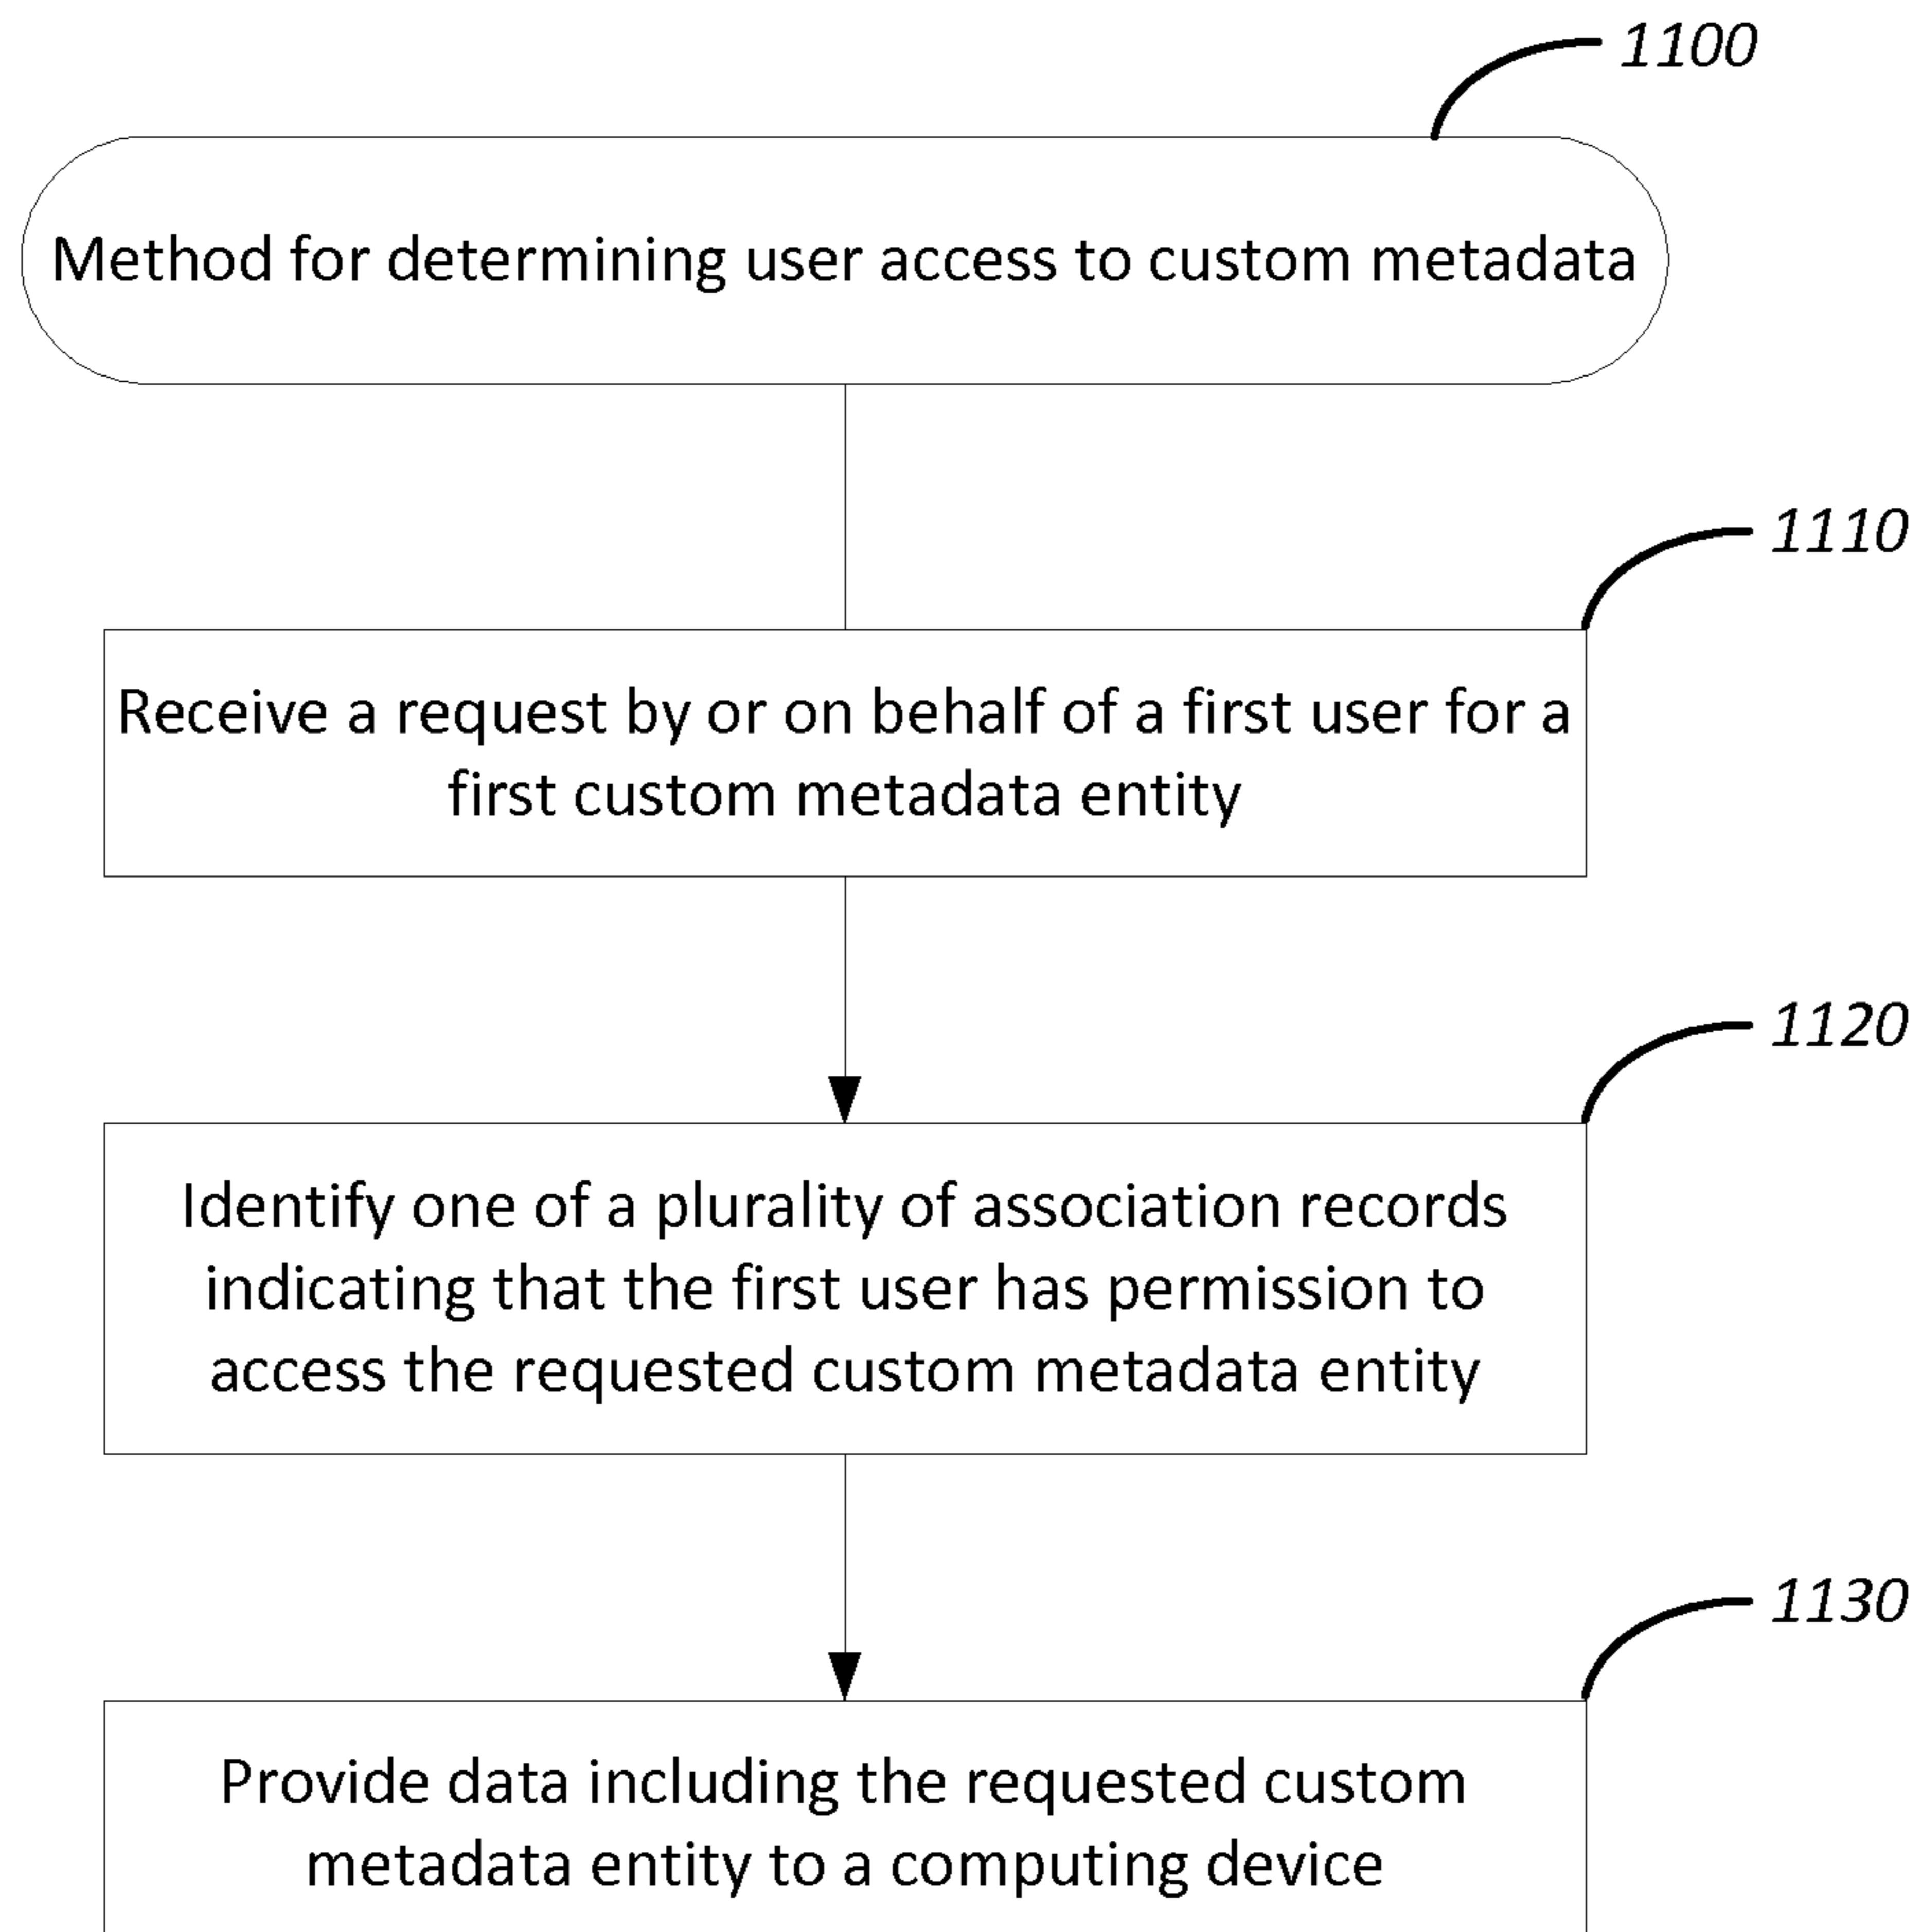 1100
Method for determining user access to custom metadata
1110
Receive a request by or on behalf of a first user for a
first custom metadata entity
1120
Identify one of a plurality of association records
indicating that the first user has permission to
access the requested custom metadata entity
1130
Provide data including the requested custom
metadata entity to a computing device